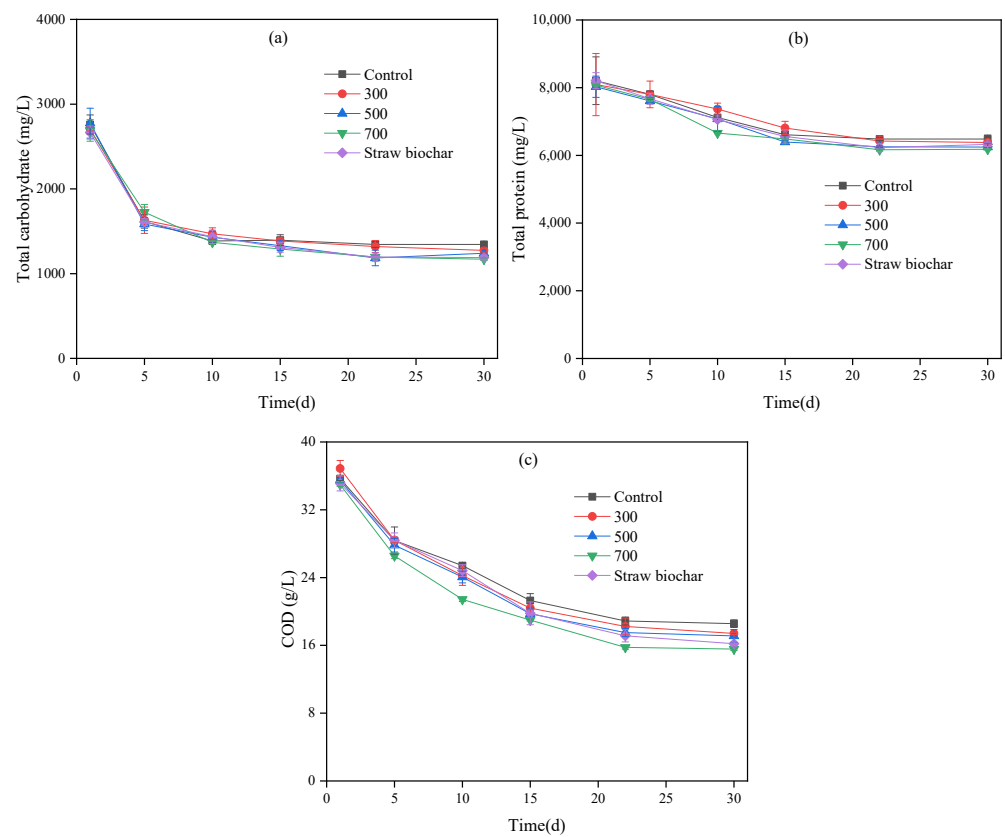 (a)
Total carbohydrate (mg/L)
4000
3000
2000
1000
0
Control
300
500
700
Straw biochar
0 5 10 15 20 25 30
Time(d)
(b)
Total protein (mg/L)
10,000
8,000
6,000
4,000
2,000
0
Control
300
500
700
Straw biochar
0 5 10 15 20 25 30
Time(d)
(c)
COD (g/L)
40
32
24
16
8
0
Control
300
500
700
Straw biochar
0 5 10 15 20 25 30
Time(d)